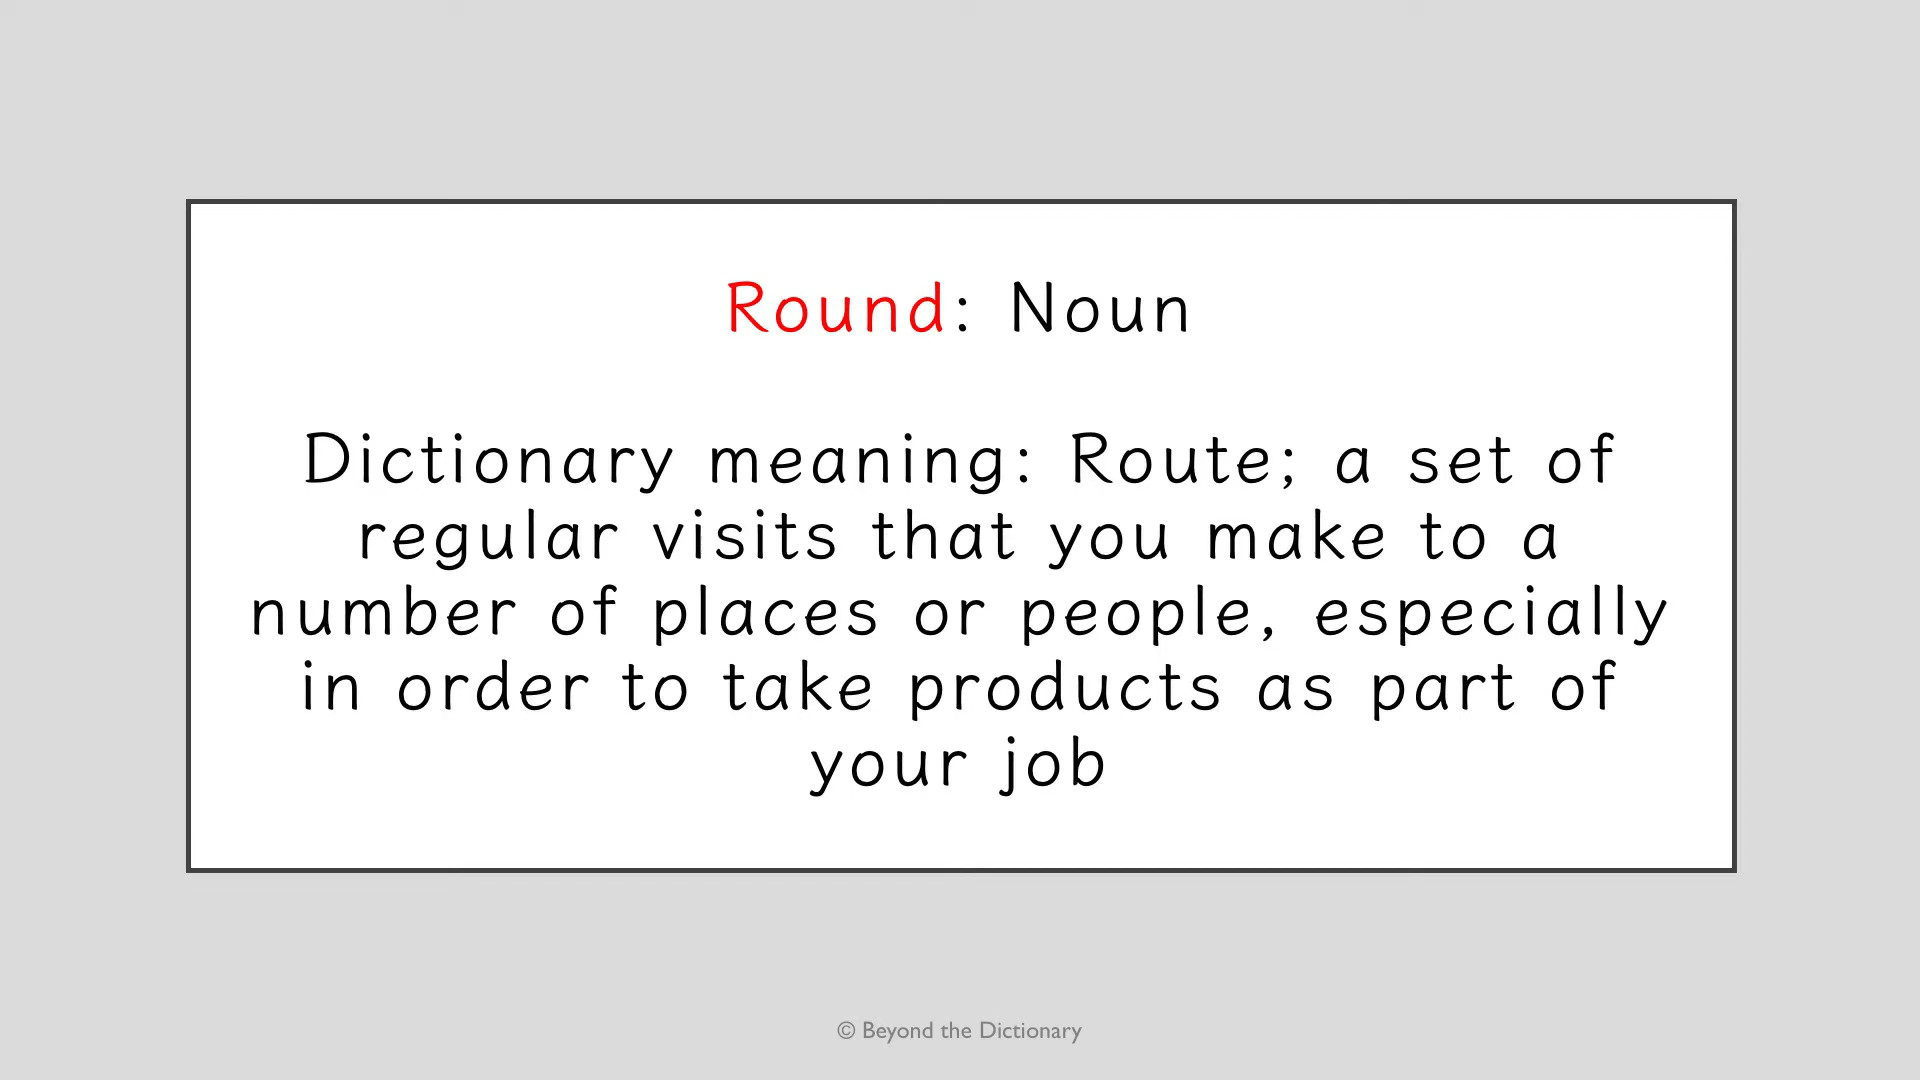 Round: Noun
Dictionary meaning: Route; a set of
regular visits that you make to a
number of places or people, especially
in order to take products as part of
your job
© Beyond the Dictionary